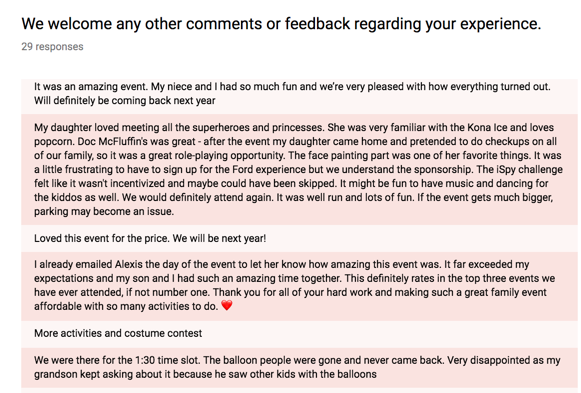 We welcome any other comments or feedback regarding your experience.
29 responses
It was an amazing event. My niece and I had so much fun and we're very pleased with how everything turned out.
Will definitely be coming back next year
My daughter loved meeting all the superheroes and princesses. She was very familiar with the Kona Ice and loves
popcorn. Doc McFluffin's was great - after the event my daughter came home and pretended to do checkups on all
of our family, so it was a great role-playing opportunity. The face painting part was one of her favorite things. It was
a little frustrating to have to sign up for the Ford experience but we understand the sponsorship. The iSpy challenge
felt like it wasn't incentivized and maybe could have been skipped. It might be fun to have music and dancing for
the kiddos as well. We would definitely attend again. It was well run and lots of fun. If the event gets much bigger,
parking may become an issue.
Loved this event for the price. We will be next year!
I already emailed Alexis the day of the event to let her know how amazing this event was. It far exceeded my
expectations and my son and I had such an amazing time together. This definitely rates in the top three events we
have ever attended, if not number one. Thank you for all of your hard work and making such a great family event
affordable with so many activities to do. ❤️
More activities and costume contest
We were there for the 1:30 time slot. The balloon people were gone and never came back. Very disappointed as my
grandson kept asking about it because he saw other kids with the balloons